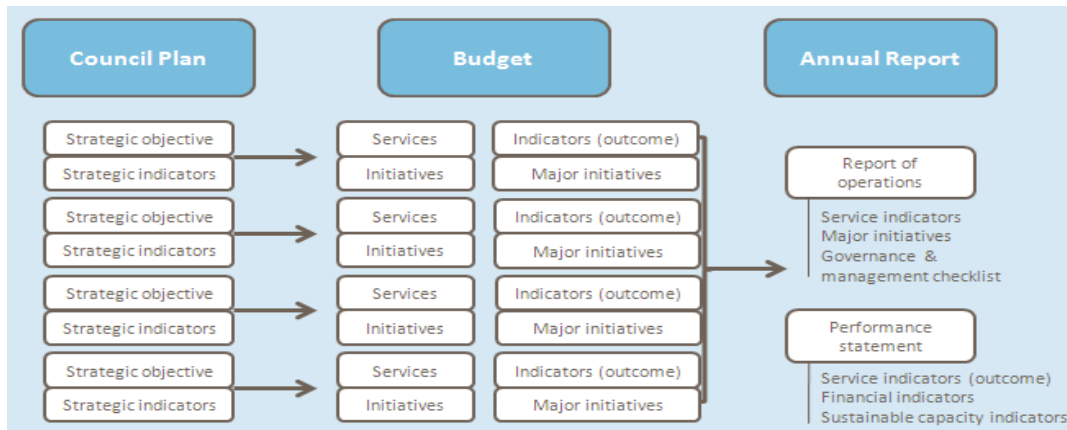 Council Plan
Budget
Annual Report
Strategic objective
Strategic indicators
Services
Initiatives
Indicators (outcome)
Major initiatives
Strategic objective
Strategic indicators
Services
Initiatives
Indicators (outcome)
Major initiatives
Strategic objective
Strategic indicators
Services
Initiatives
Indicators (outcome)
Major initiatives
Strategic objective
Strategic indicators
Services
Initiatives
Indicators (outcome)
Major initiatives
Report of
operations
Service indicators
Major initiatives
Governance &
management checklist
Performance
statement
Service indicators (outcome)
Financial indicators
Sustainable capacity indicators